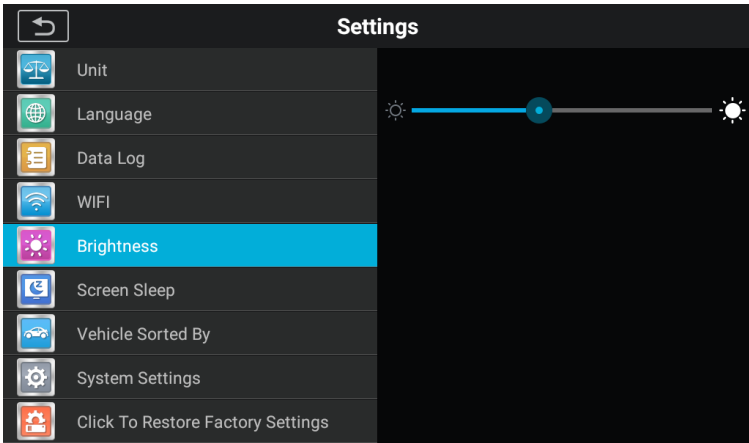 Settings
Unit
Language
Data Log
WIFI
Brightness
Screen Sleep
Vehicle Sorted By
System Settings
Click To Restore Factory Settings